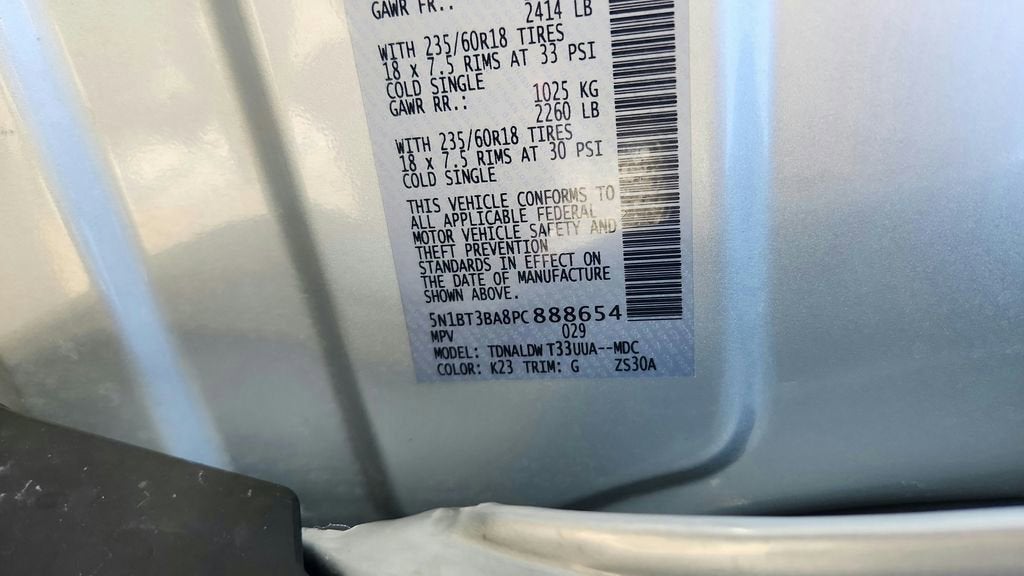 GAWR FR.:
2414 LB
WITH 235/60R18 TIRES
18 x 7.5 RIMS AT 33 PSI
COLD SINGLE
GAWR RR.: 1025 KG
2260 LB
WITH 235/60R18 TIRES
18 x 7.5 RIMS AT 30 PSI
COLD SINGLE
THIS VEHICLE CONFORMS TO
ALL APPLICABLE FEDERAL
MOTOR VEHICLE SAFETY AND
THEFT PREVENTION
STANDARDS IN EFFECT ON
THE DATE OF MANUFACTURE
SHOWN ABOVE.
5N1BT3BA8PC888654
MPV 029
MODEL: TDNALDW T33UUA--MDC
COLOR: K23 TRIM: G ZS30A